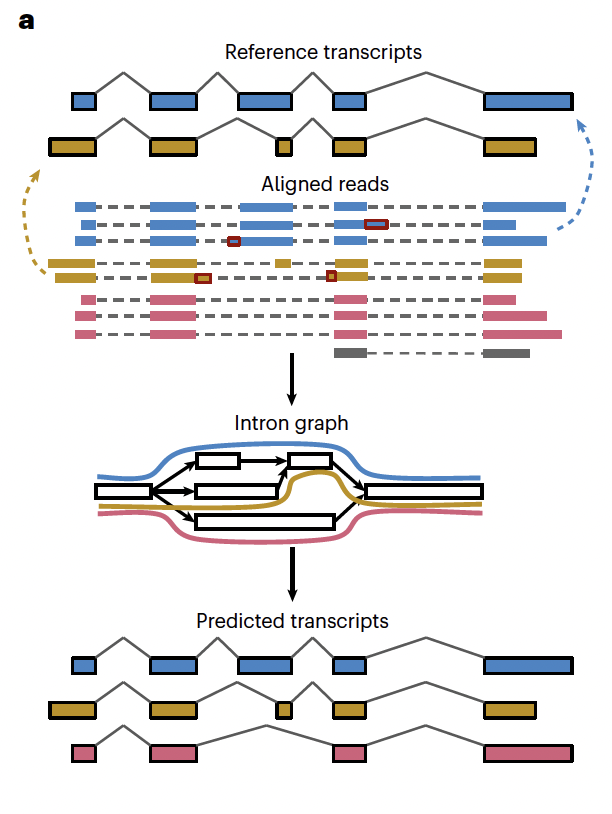 a
Reference transcripts
Aligned reads
Intron graph
Predicted transcripts